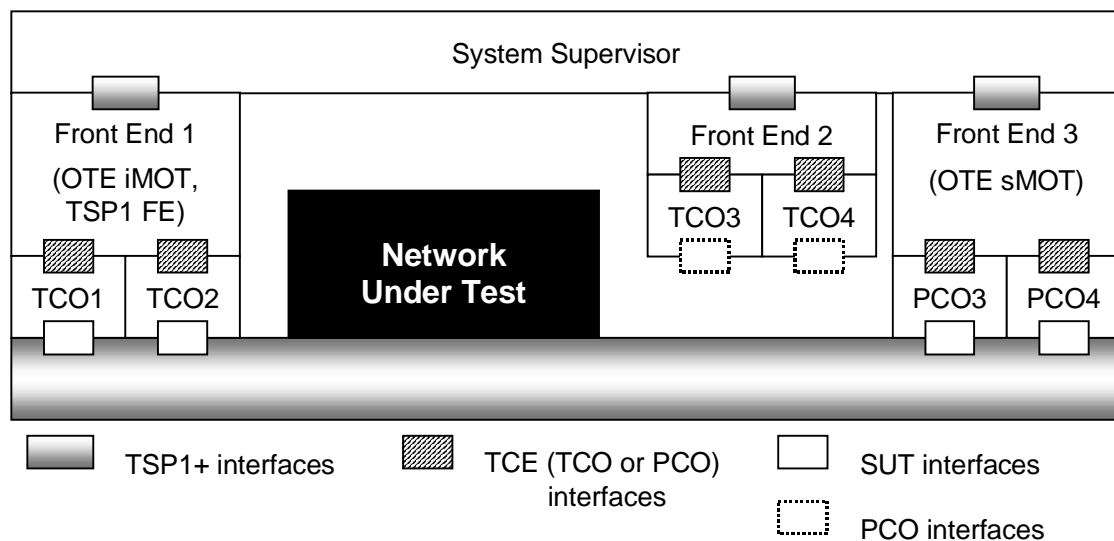 System Supervisor
Front End 1
(OTE iMOT,
TSP1 FE)
TCO1
TCO2
Network
Under Test
Front End 2
TCO3
TCO4
Front End 3
(OTE sMOT)
PCO3
PCO4
TSP1+ interfaces
TCE (TCO or PCO)
interfaces
SUT interfaces
PCO interfaces